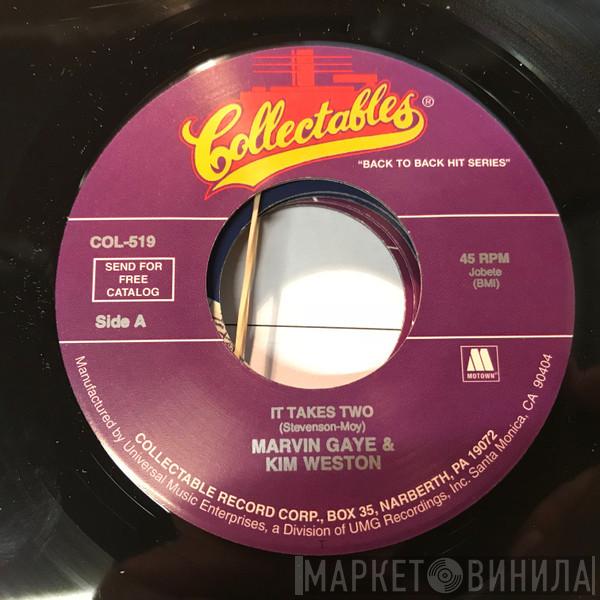 Collectables®
"BACK TO BACK HIT SERIES"
COL-519
SEND FOR
FREE
CATALOG
Side A
45 RPM
Jobete
(BMI)
MOTOWN
IT TAKES TWO
(Stevenson-Moy)
MARVIN GAYE &
KIM WESTON
COLLECTABLE RECORD CORP., BOX 35, NARBERTH, PA 19072
Manufactured by Universal Music Enterprises, a Division of UMG Recordings, Inc. Santa Monica, CA 90404
МАРКЕТ ВИНИЛА